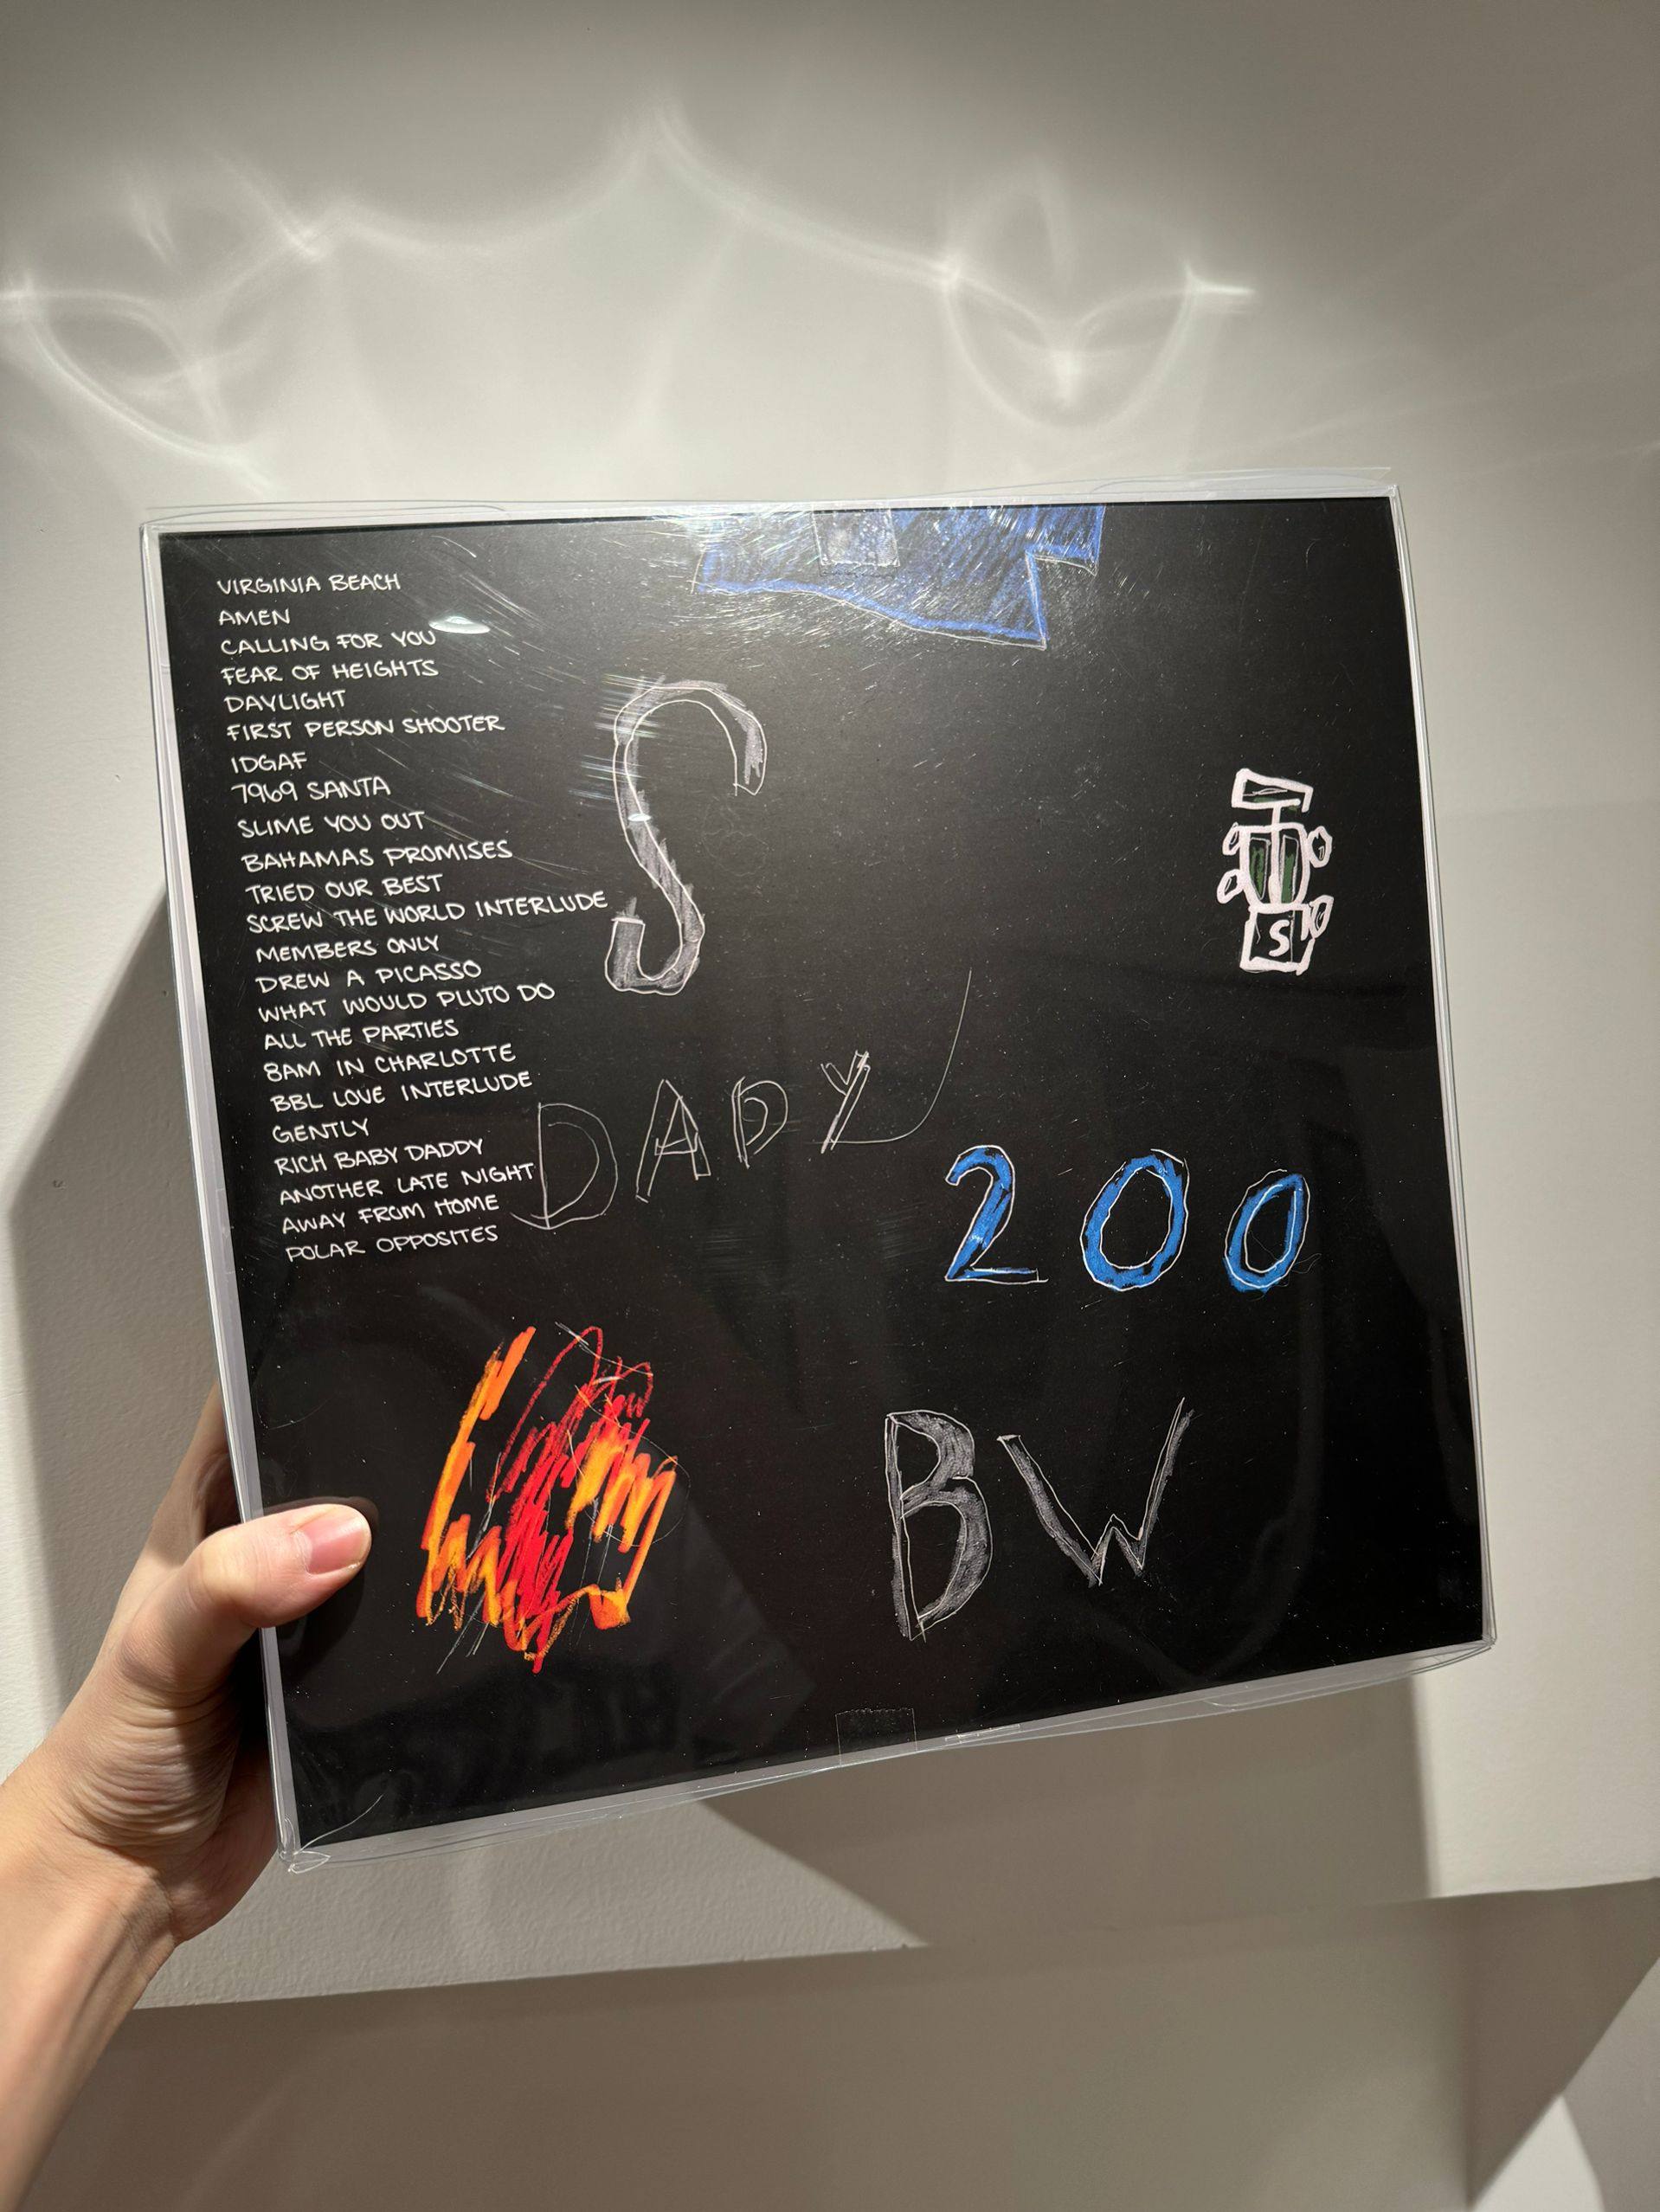 VIRGINIA BEACH
AMEN
CALLING FOR YOU
FEAR OF HEIGHTS
DAYLIGHT
FIRST PERSON SHOOTER
IDGAF
7969 SANTA
SLIME YOU OUT
BAHAMAS PROMISES
TRIED OUR BEST
SCREW THE WORLD INTERLUDE
MEMBERS ONLY
DREW A PICASSO
WHAT WOULD PLUTO DO
ALL THE PARTIES
8AM IN CHARLOTTE
BBL LOVE INTERLUDE
GENTLY
RICH BABY DADDY
ANOTHER LATE NIGHT
AWAY FROM HOME
POLAR OPPOSITES
S
S
DADY
200
BW